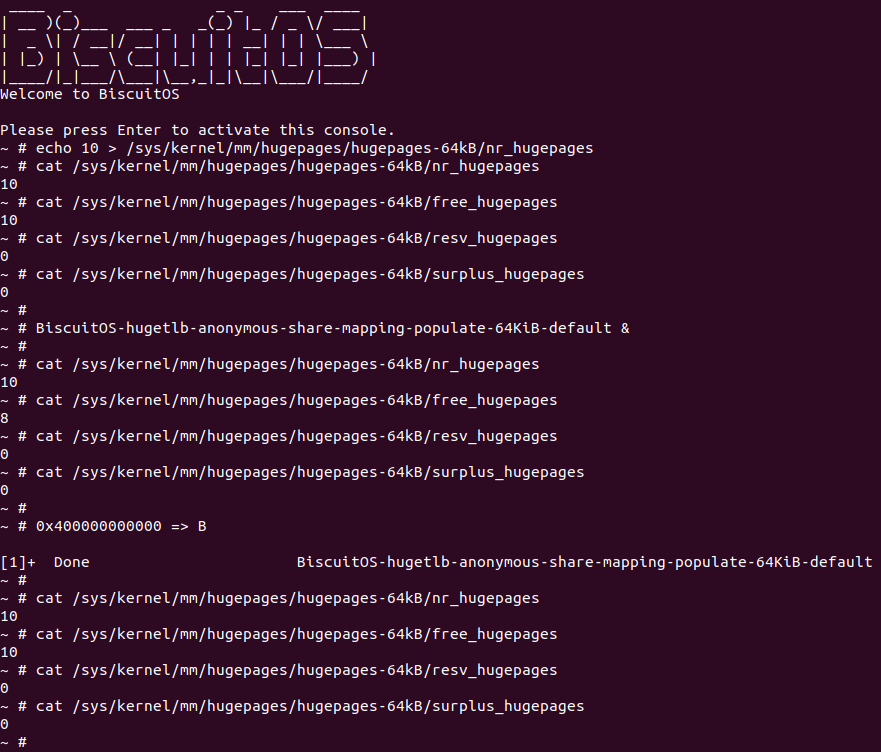 ____  _                _ _    ___  ____
| __ )(_)___  ___ _   _(_) |_ / _ \/ ___|
|  _ \| / __|/ __| | | | | __| | | \___ \
| |_) | \__ \ (__| |_| | | |_| |_| |___) |
|____/|_|___/\___|\__,_|_|\__|\___/|____/
Welcome to BiscuitOS

Please press Enter to activate this console.
~ # echo 10 > /sys/kernel/mm/hugepages/hugepages-64kB/nr_hugepages
~ # cat /sys/kernel/mm/hugepages/hugepages-64kB/nr_hugepages
10
~ # cat /sys/kernel/mm/hugepages/hugepages-64kB/free_hugepages
10
~ # cat /sys/kernel/mm/hugepages/hugepages-64kB/resv_hugepages
0
~ # cat /sys/kernel/mm/hugepages/hugepages-64kB/surplus_hugepages
0
~ #
~ # BiscuitOS-hugetlb-anonymous-share-mapping-populate-64KiB-default &
~ #
~ # cat /sys/kernel/mm/hugepages/hugepages-64kB/nr_hugepages
10
~ # cat /sys/kernel/mm/hugepages/hugepages-64kB/free_hugepages
8
~ # cat /sys/kernel/mm/hugepages/hugepages-64kB/resv_hugepages
0
~ # cat /sys/kernel/mm/hugepages/hugepages-64kB/surplus_hugepages
0
~ #
~ # 0x400000000000 => B

[1]+  Done                       BiscuitOS-hugetlb-anonymous-share-mapping-populate-64KiB-default
~ #
~ # cat /sys/kernel/mm/hugepages/hugepages-64kB/nr_hugepages
10
~ # cat /sys/kernel/mm/hugepages/hugepages-64kB/free_hugepages
10
~ # cat /sys/kernel/mm/hugepages/hugepages-64kB/resv_hugepages
0
~ # cat /sys/kernel/mm/hugepages/hugepages-64kB/surplus_hugepages
0
~ #